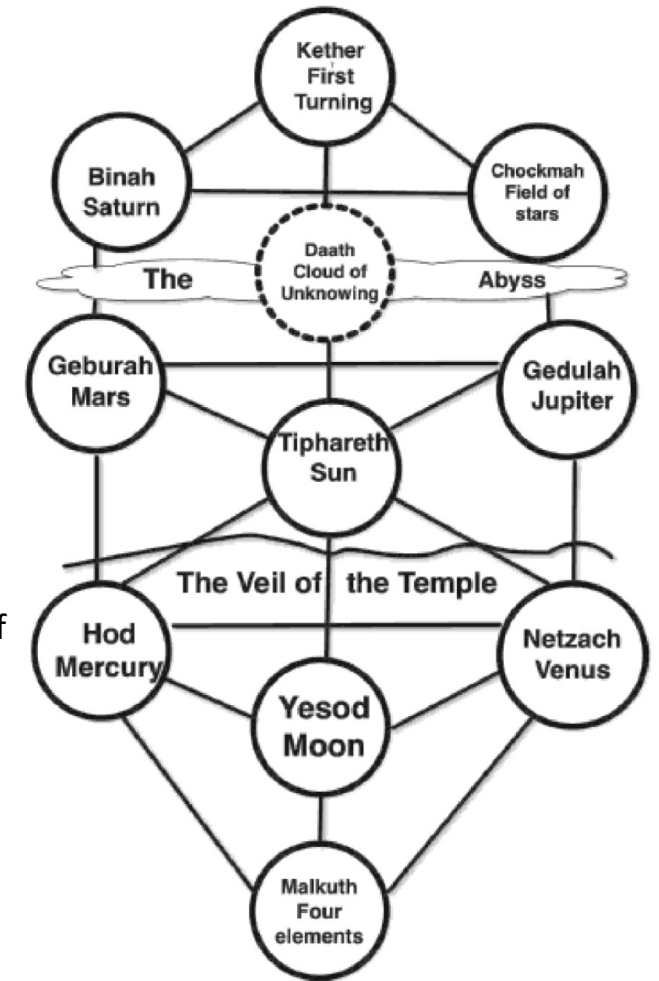 Kether
First
Turning
Binah
Saturn
Chockmah
Field of
stars
Daath
Cloud of
Unknowing
The
Abyss
Geburah
Mars
Gedulah
Jupiter
Tiphareth
Sun
The Veil of the Temple
f
Hod
Mercury
Netzach
Venus
Yesod
Moon
Malkuth
Four
elements